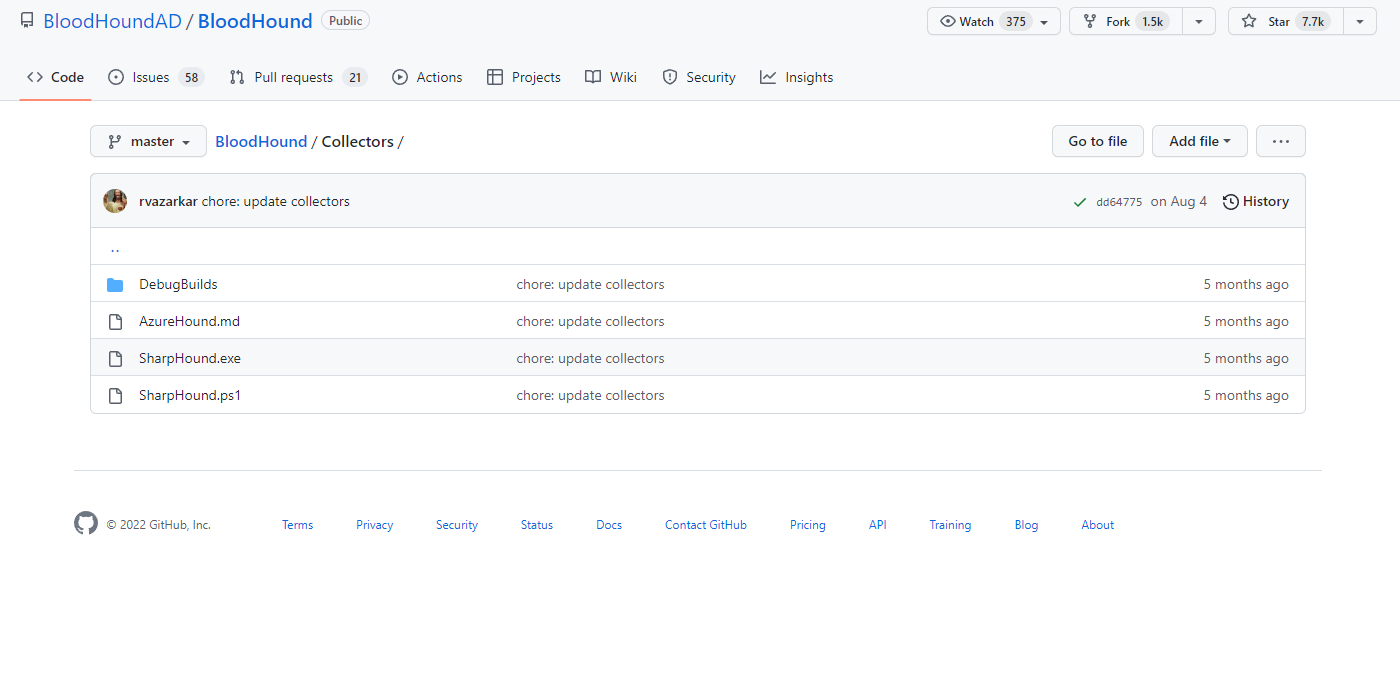 BloodHoundAD / BloodHound Public Watch 375 Fork 1.5k Star 7.7k
Code Issues 58 Pull requests 21 Actions Projects Wiki Security Insights
master BloodHound / Collectors / Go to file Add file ...
rvazarkar chore: update collectors dd64775 on Aug 4 History
..
DebugBuilds chore: update collectors 5 months ago
AzureHound.md chore: update collectors 5 months ago
SharpHound.exe chore: update collectors 5 months ago
SharpHound.ps1 chore: update collectors 5 months ago
© 2022 GitHub, Inc. Terms Privacy Security Status Docs Contact GitHub Pricing API Training Blog About